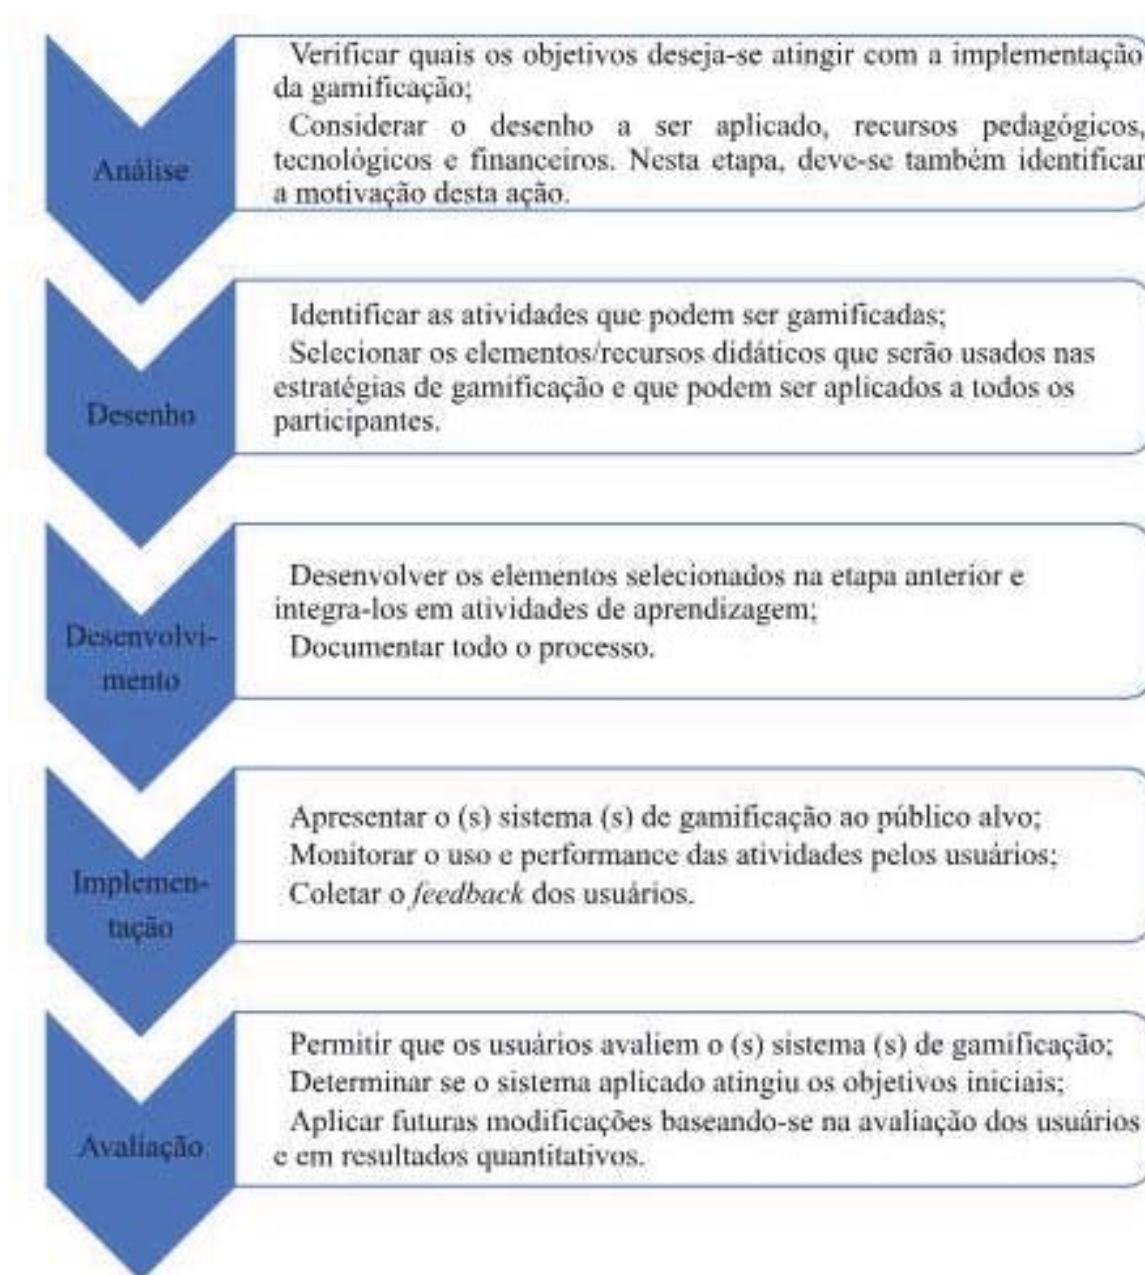 Análise
Verificar quais os objetivos deseja-se atingir com a implementação
da gamificação;
Considerar o desenho a ser aplicado, recursos pedagógicos,
tecnológicos e financeiros. Nesta etapa, deve-se também identificar
a motivação desta ação.
Desenho
Identificar as atividades que podem ser gamificadas;
Selecionar os elementos/recursos didáticos que serão usados nas
estratégias de gamificação e que podem ser aplicados a todos os
participantes.
Desenvolvi-
mento
Desenvolver os elementos selecionados na etapa anterior e
integra-los em atividades de aprendizagem;
Documentar todo o processo.
Implemen-
tação
Apresentar o (s) sistema (s) de gamificação ao público alvo;
Monitorar o uso e performance das atividades pelos usuários;
Coletar o feedback dos usuários.
Avaliação
Permitir que os usuários avaliem o (s) sistema (s) de gamificação;
Determinar se o sistema aplicado atingiu os objetivos iniciais;
Aplicar futuras modificações baseando-se na avaliação dos usuários
e em resultados quantitativos.